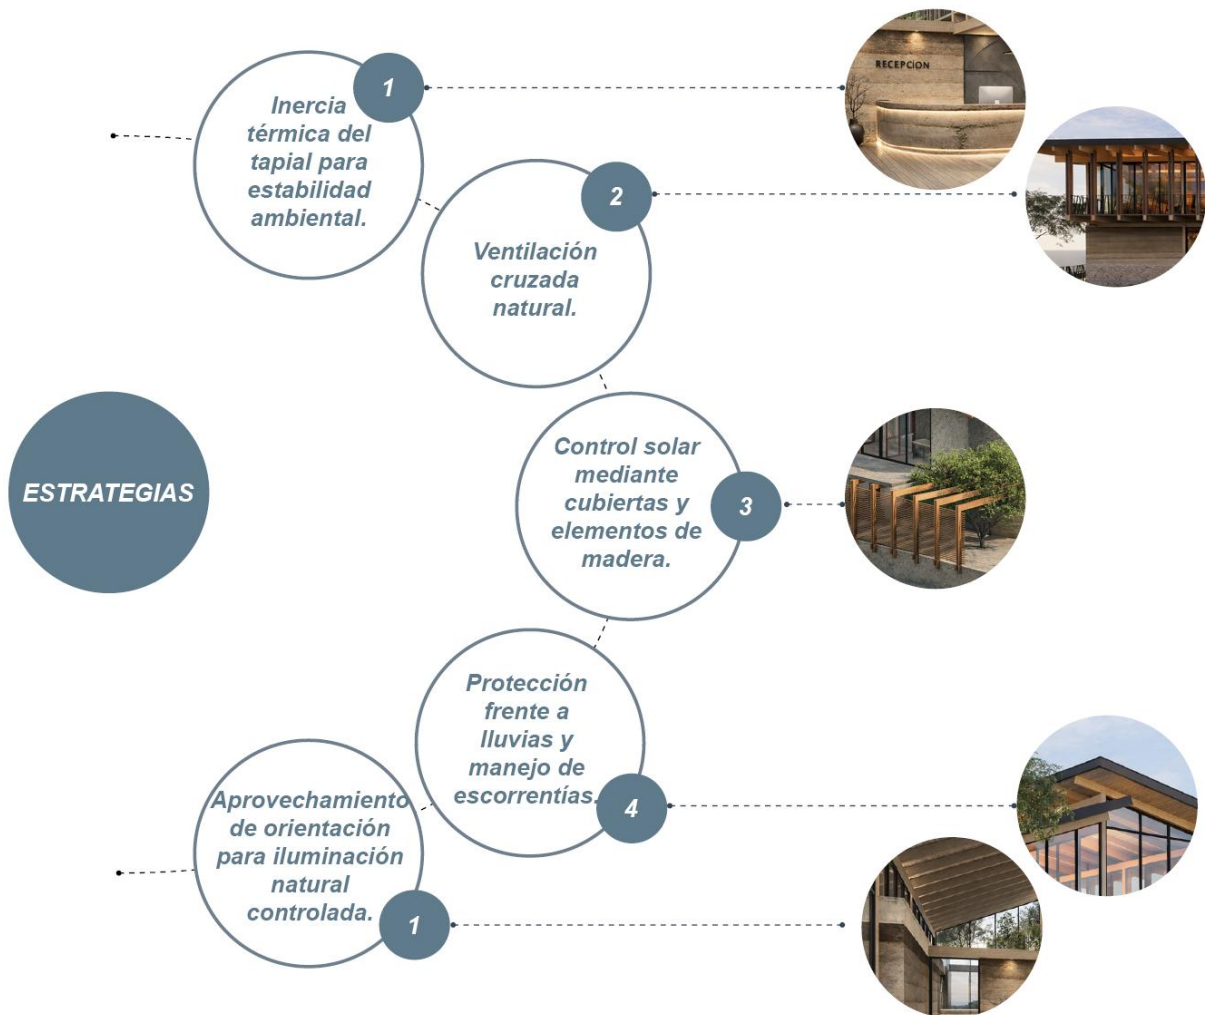 1
Inercia
térmica del
tapial para
estabilidad
ambiental.
RECEPCION
2
Ventilación
cruzada
natural.
ESTRATEGIAS
Control solar
mediante
cubiertas y
elementos de
madera.
3
Protección
frente a
lluvias y
manejo de
escorrentías.
4
Aprovechamiento
de orientación
para iluminación
natural
controlada.
1